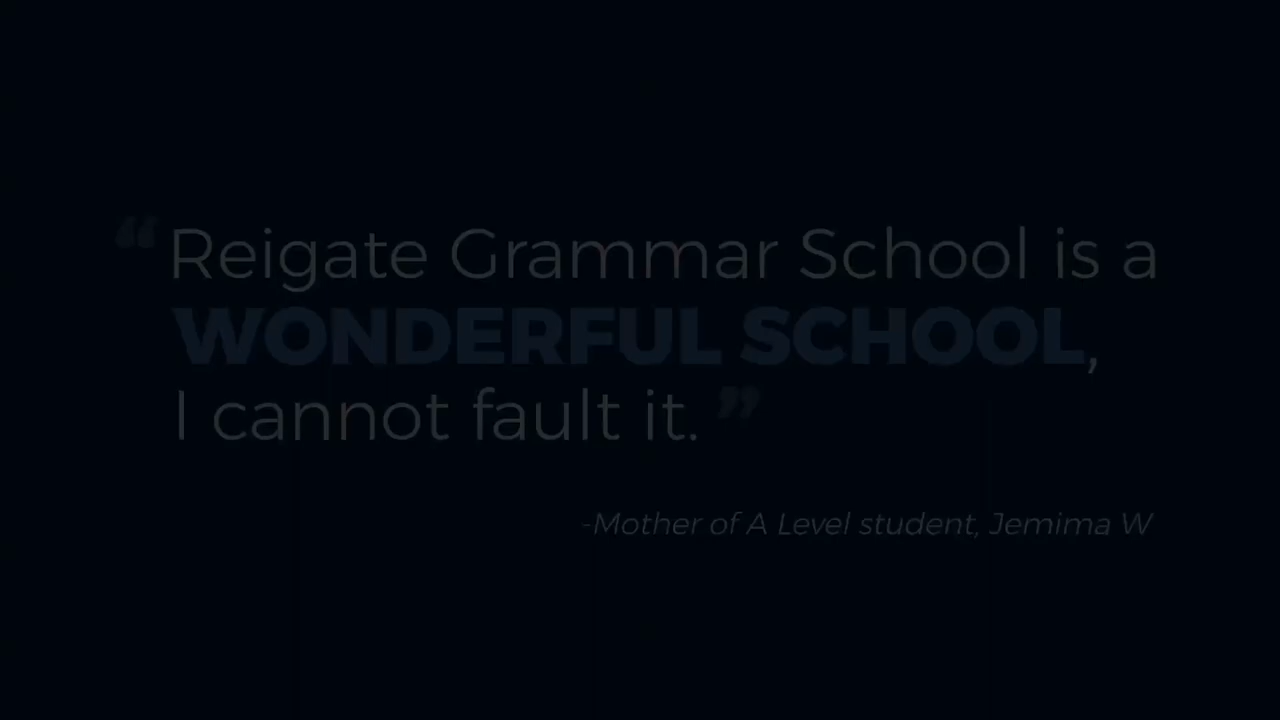 “Reigate Grammar School is a
WONDERFUL SCHOOL,
I cannot fault it.”
-Mother of A Level student, Jemima W